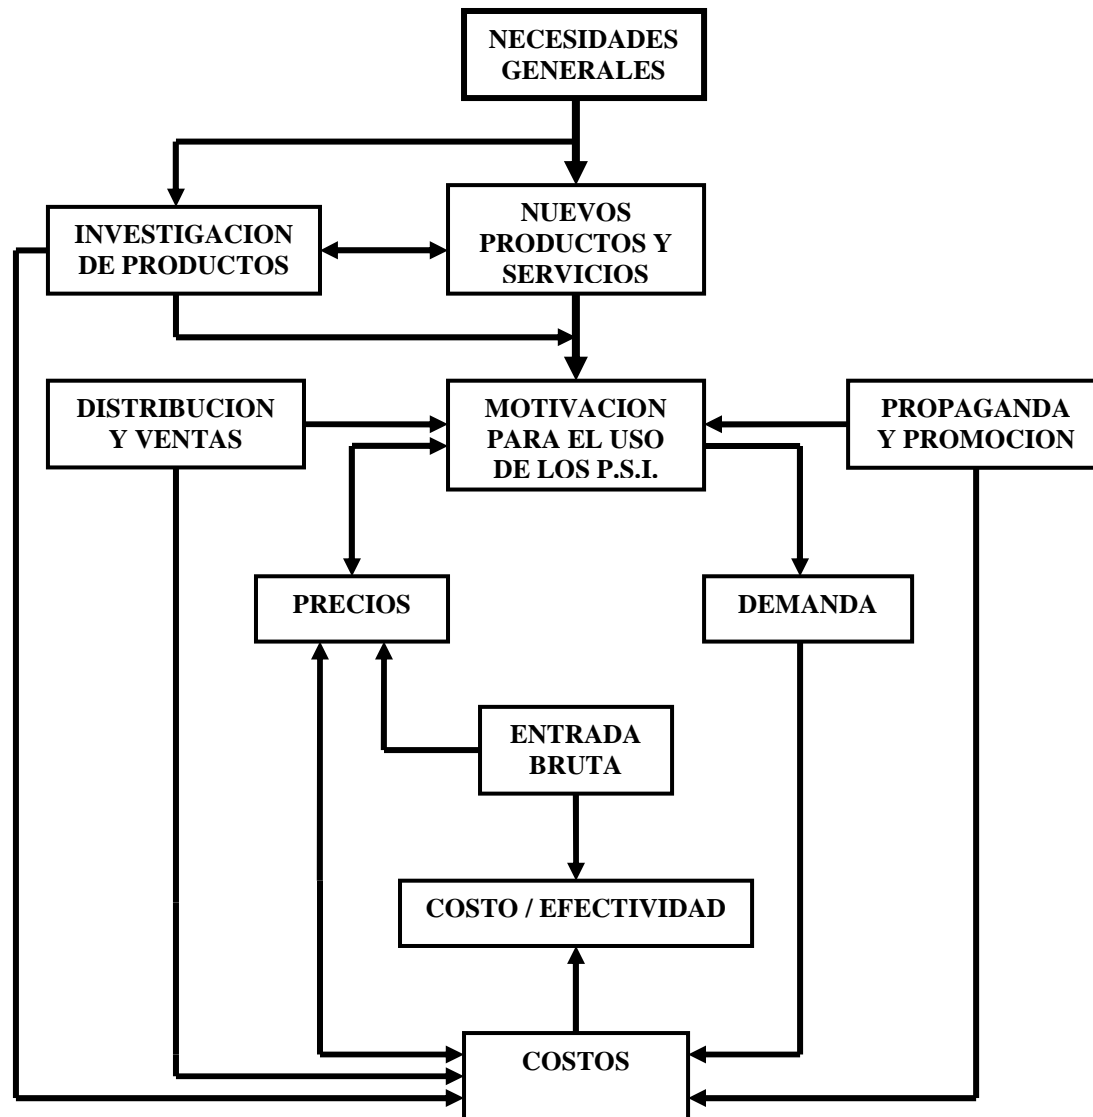 NECESIDADES
GENERALES
INVESTIGACION
DE PRODUCTOS
NUEVOS
PRODUCTOS Y
SERVICIOS
DISTRIBUCION
Y VENTAS
MOTIVACION
PARA EL USO
DE LOS P.S.I.
PROPAGANDA
Y PROMOCION
PRECIOS
DEMANDA
ENTRADA
BRUTA
COSTO / EFECTIVIDAD
COSTOS